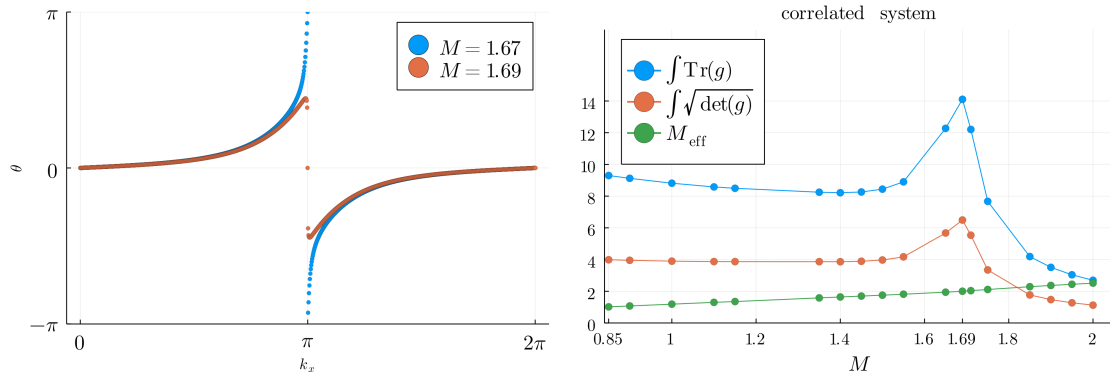 π
0
−π
θ
0
π
2π
k_x
M = 1.67
M = 1.69
correlated system
∫ Tr(g)
∫ √det(g)
M_eff
14
12
10
8
6
4
2
0
0.85
1
1.2
1.4
1.6
1.69
1.8
2
M